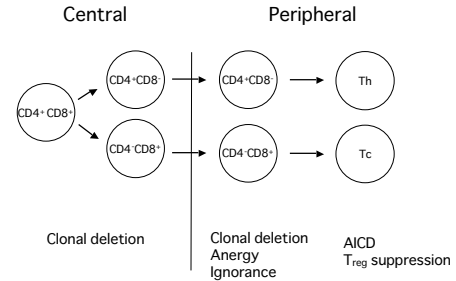 Central
Peripheral
CD4⁺CD8⁺
CD4⁺CD8⁻
CD4⁺CD8⁻
Th
CD4⁻CD8⁺
CD4⁻CD8⁺
Tc
Clonal deletion
Clonal deletion
Anergy
Ignorance
AICD
Treg suppression